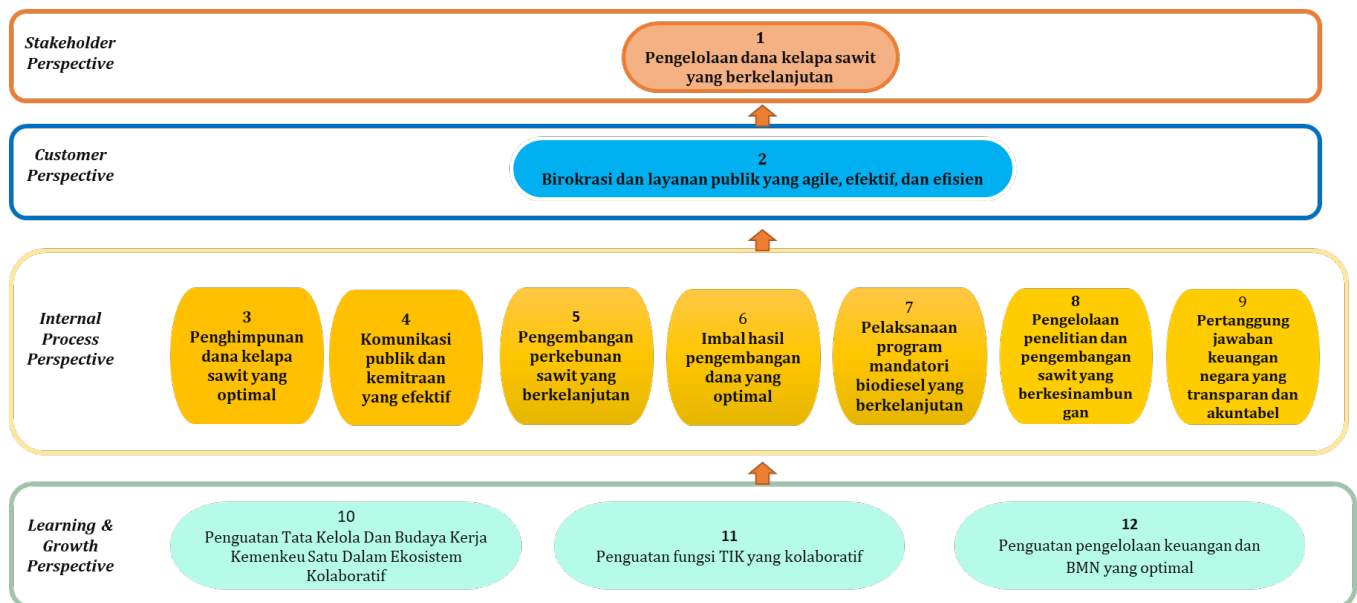 Stakeholder
Perspective
1
Pengelolaan dana kelapa sawit
yang berkelanjutan
Customer
Perspective
2
Birokrasi dan layanan publik yang agile, efektif, dan efisien
Internal
Process
Perspective
3
Penghimpunan
dana kelapa
sawit yang
optimal
4
Komunikasi
publik dan
kemitraan
yang efektif
5
Pengembangan
perkebunan
sawit yang
berkelanjutan
6
Imbal hasil
pengembangan
dana yang
optimal
7
Pelaksanaan
program
mandatori
biodiesel yang
berkelanjutan
8
Pengelolaan
penelitian dan
pengembangan
sawit yang
berkesinambun
gan
9
Pertanggung
jawaban
keuangan
negara yang
transparan dan
akuntabel
Learning &
Growth
Perspective
10
Penguatan Tata Kelola Dan Budaya Kerja
Kemenkeu Satu Dalam Ekosistem
Kolaboratif
11
Penguatan fungsi TIK yang kolaboratif
12
Penguatan pengelolaan keuangan dan
BMN yang optimal